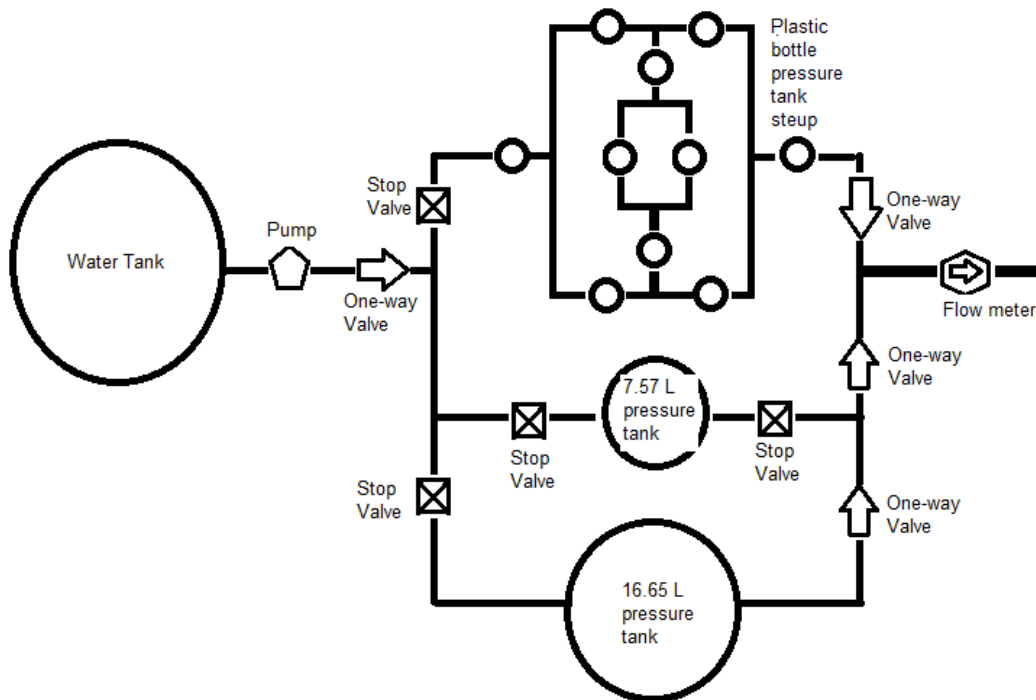 Plastic
bottle
pressure
tank
steup
Stop
Valve
One-way
Valve
Pump
Water Tank
One-way
Valve
Flow meter
One-way
Valve
7.57 L
pressure
tank
Stop
Valve
Stop
Valve
Stop
Valve
One-way
Valve
16.65 L
pressure
tank